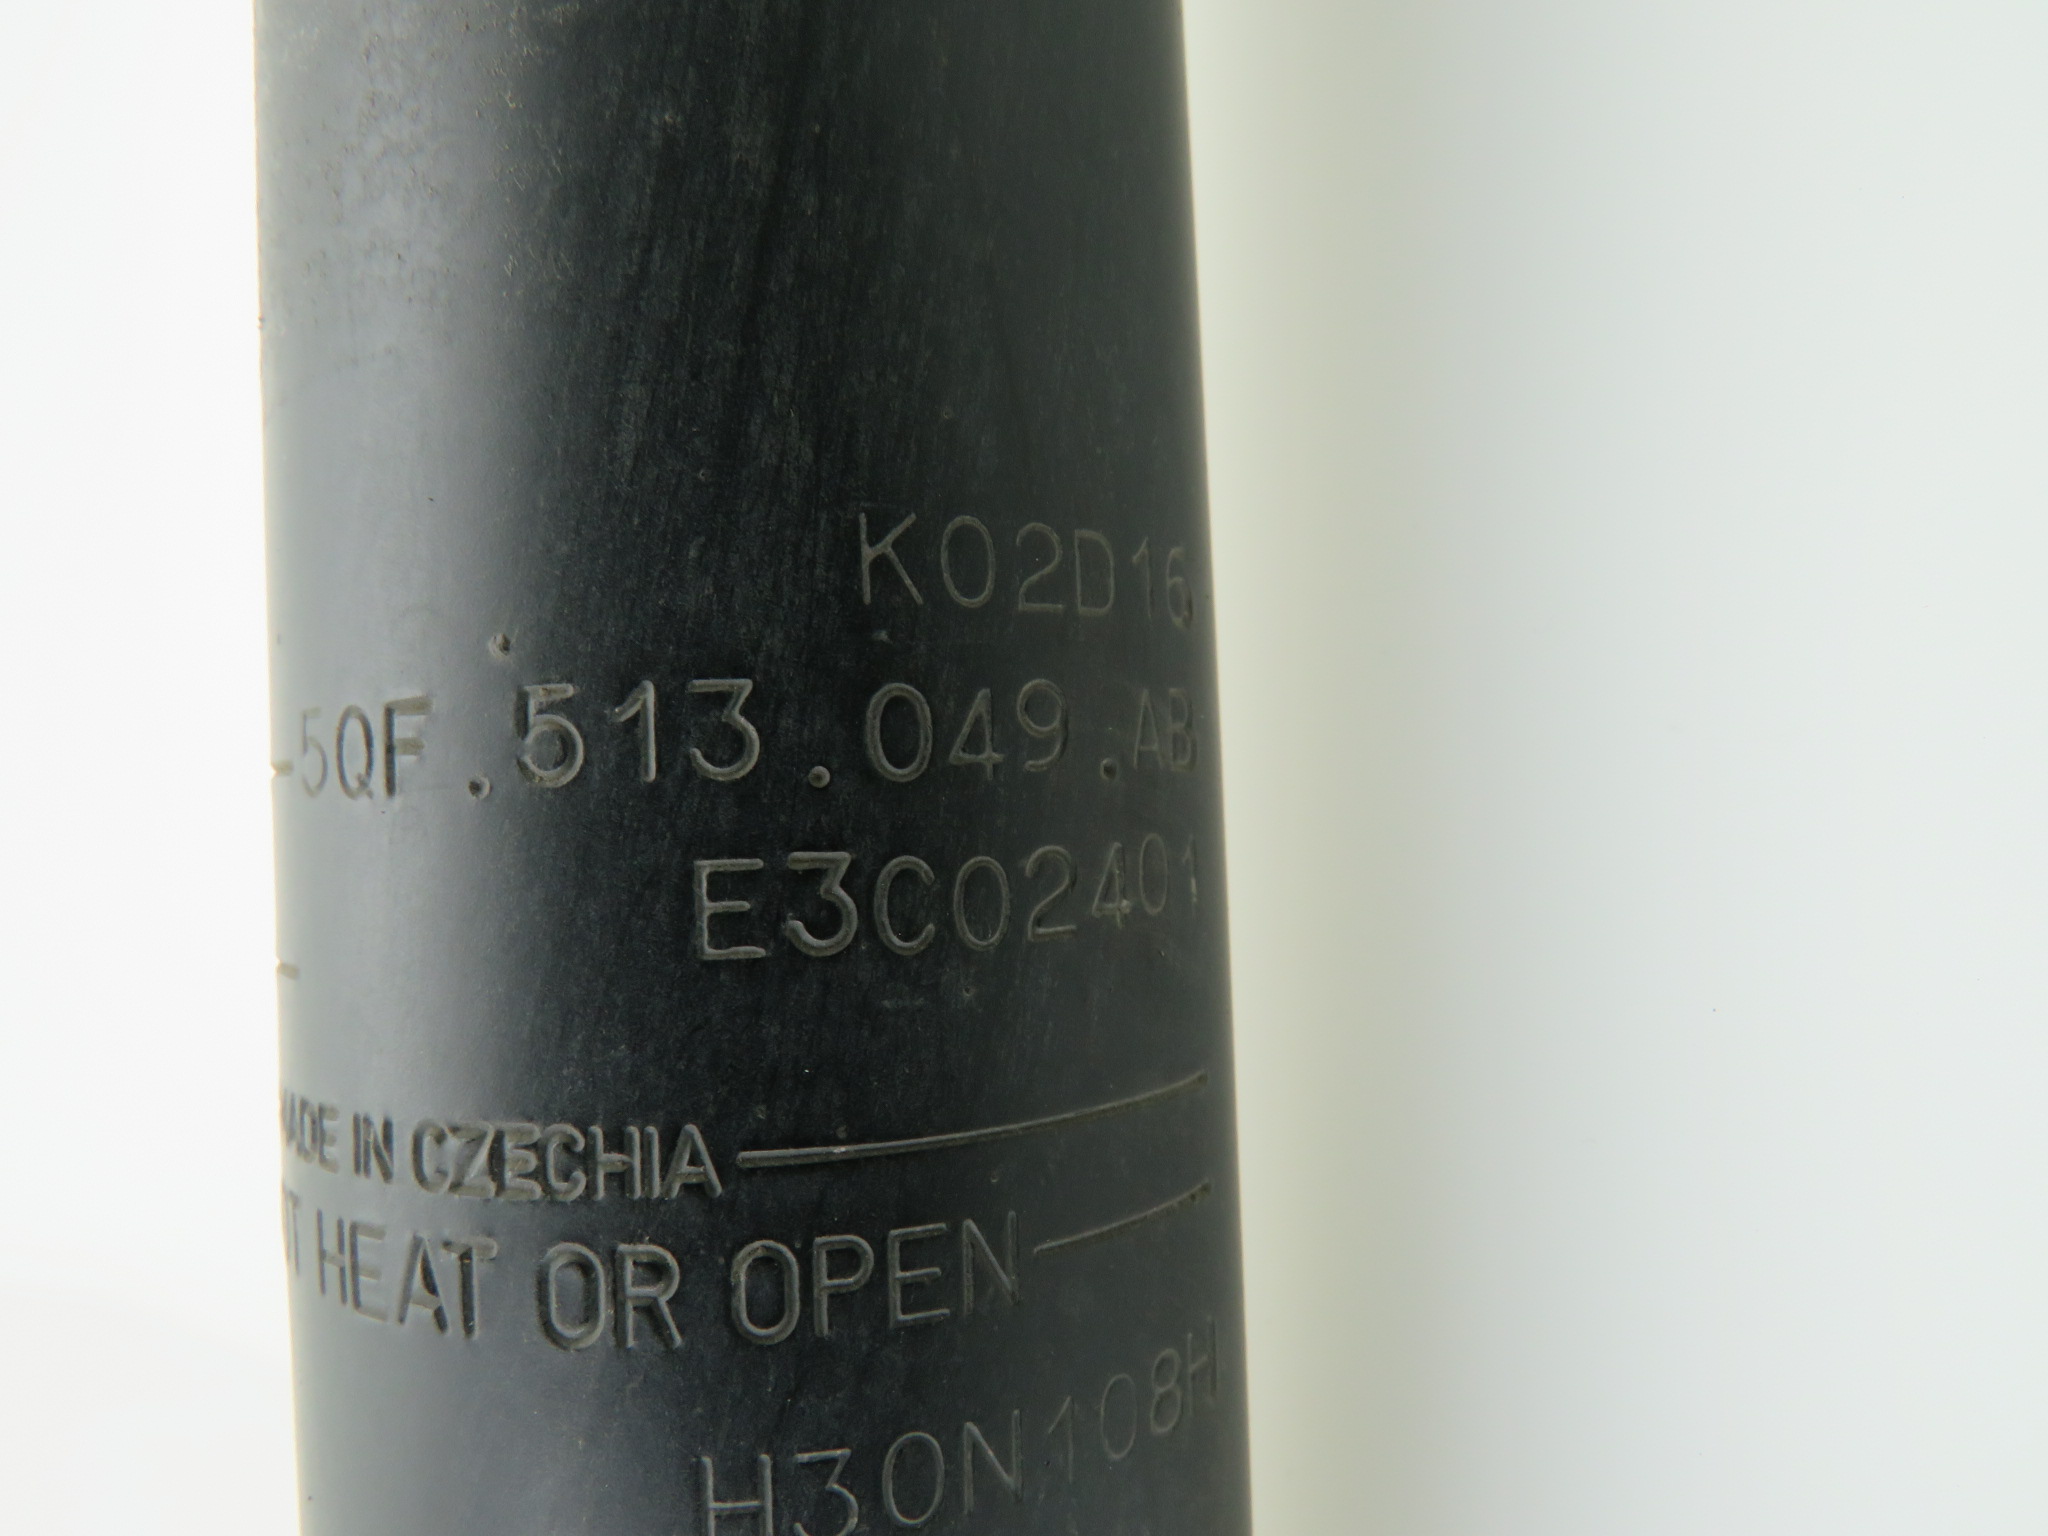 K02D16
5QF.513.049.AB
E3C02401
MADE IN CZECHIA
HEAT OR OPEN
H30N108H